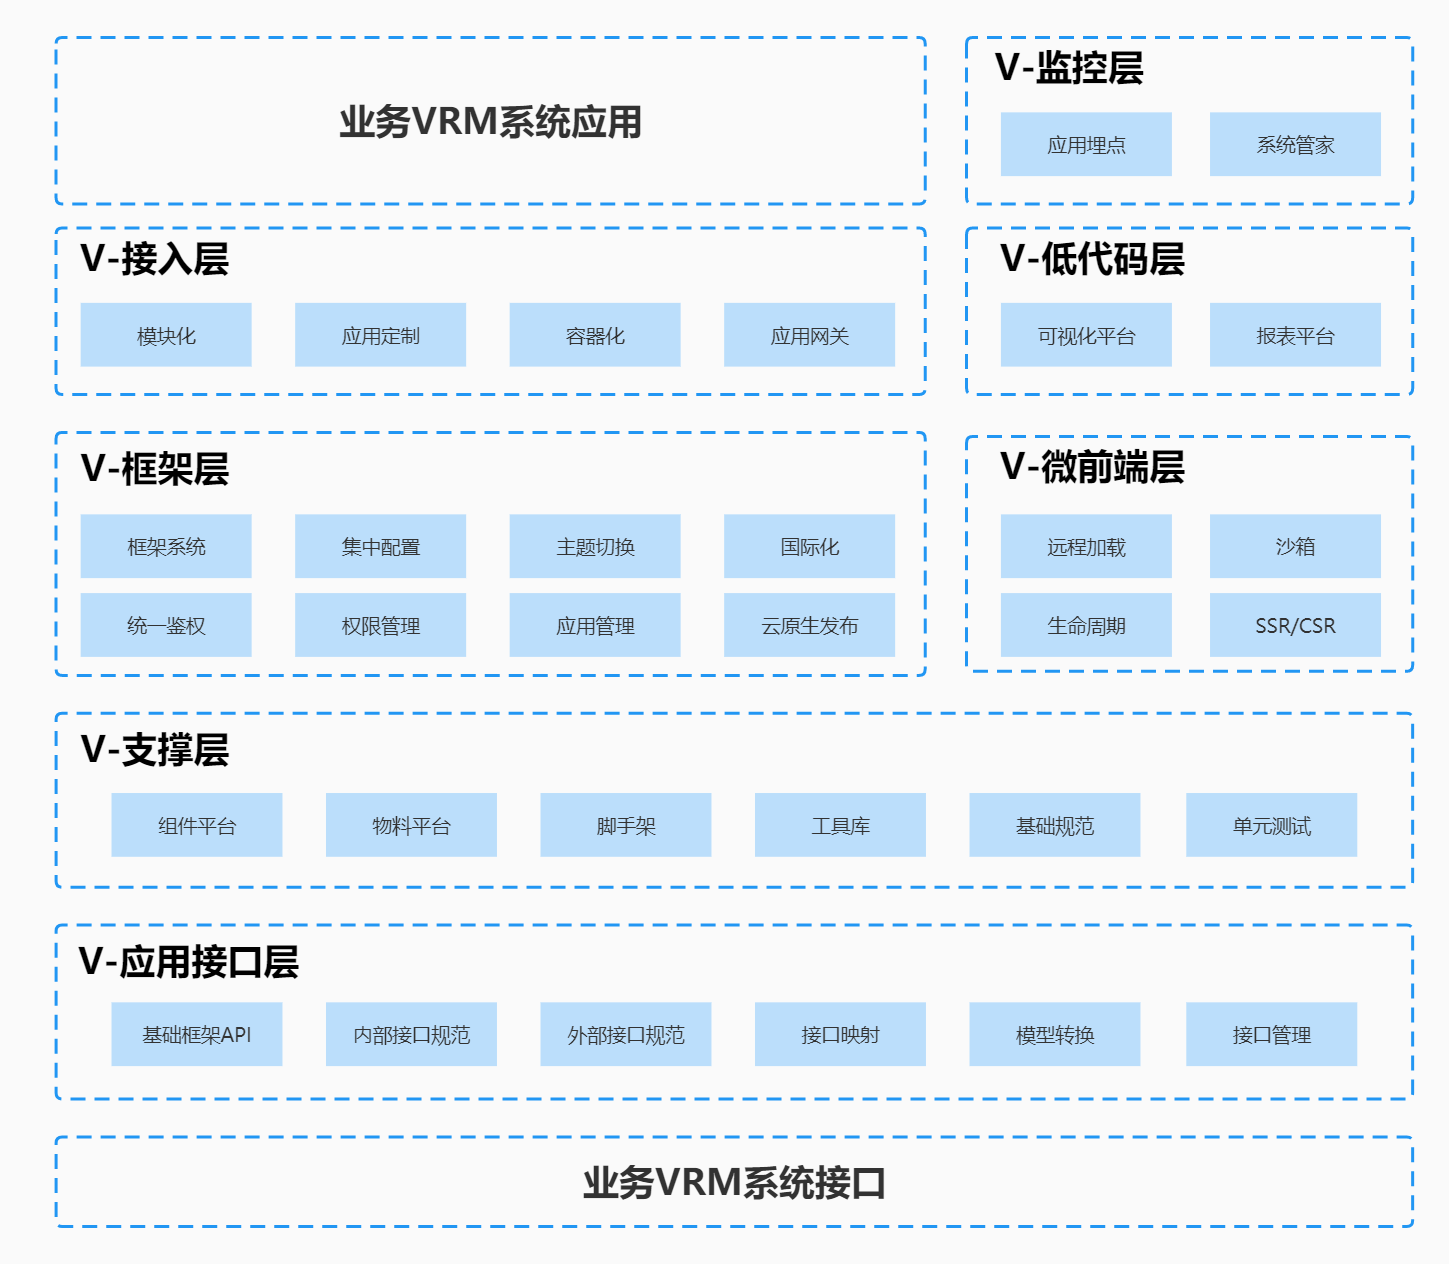 业务VRM系统应用
V-监控层
应用埋点
系统管家
V-接入层
模块化
应用定制
容器化
应用网关
V-低代码层
可视化平台
报表平台
V-框架层
框架系统
集中配置
主题切换
国际化
统一鉴权
权限管理
应用管理
云原生发布
V-微前端层
远程加载
沙箱
生命周期
SSR/CSR
V-支撑层
组件平台
物料平台
脚手架
工具库
基础规范
单元测试
V-应用接口层
基础框架API
内部接口规范
外部接口规范
接口映射
模型转换
接口管理
业务VRM系统接口